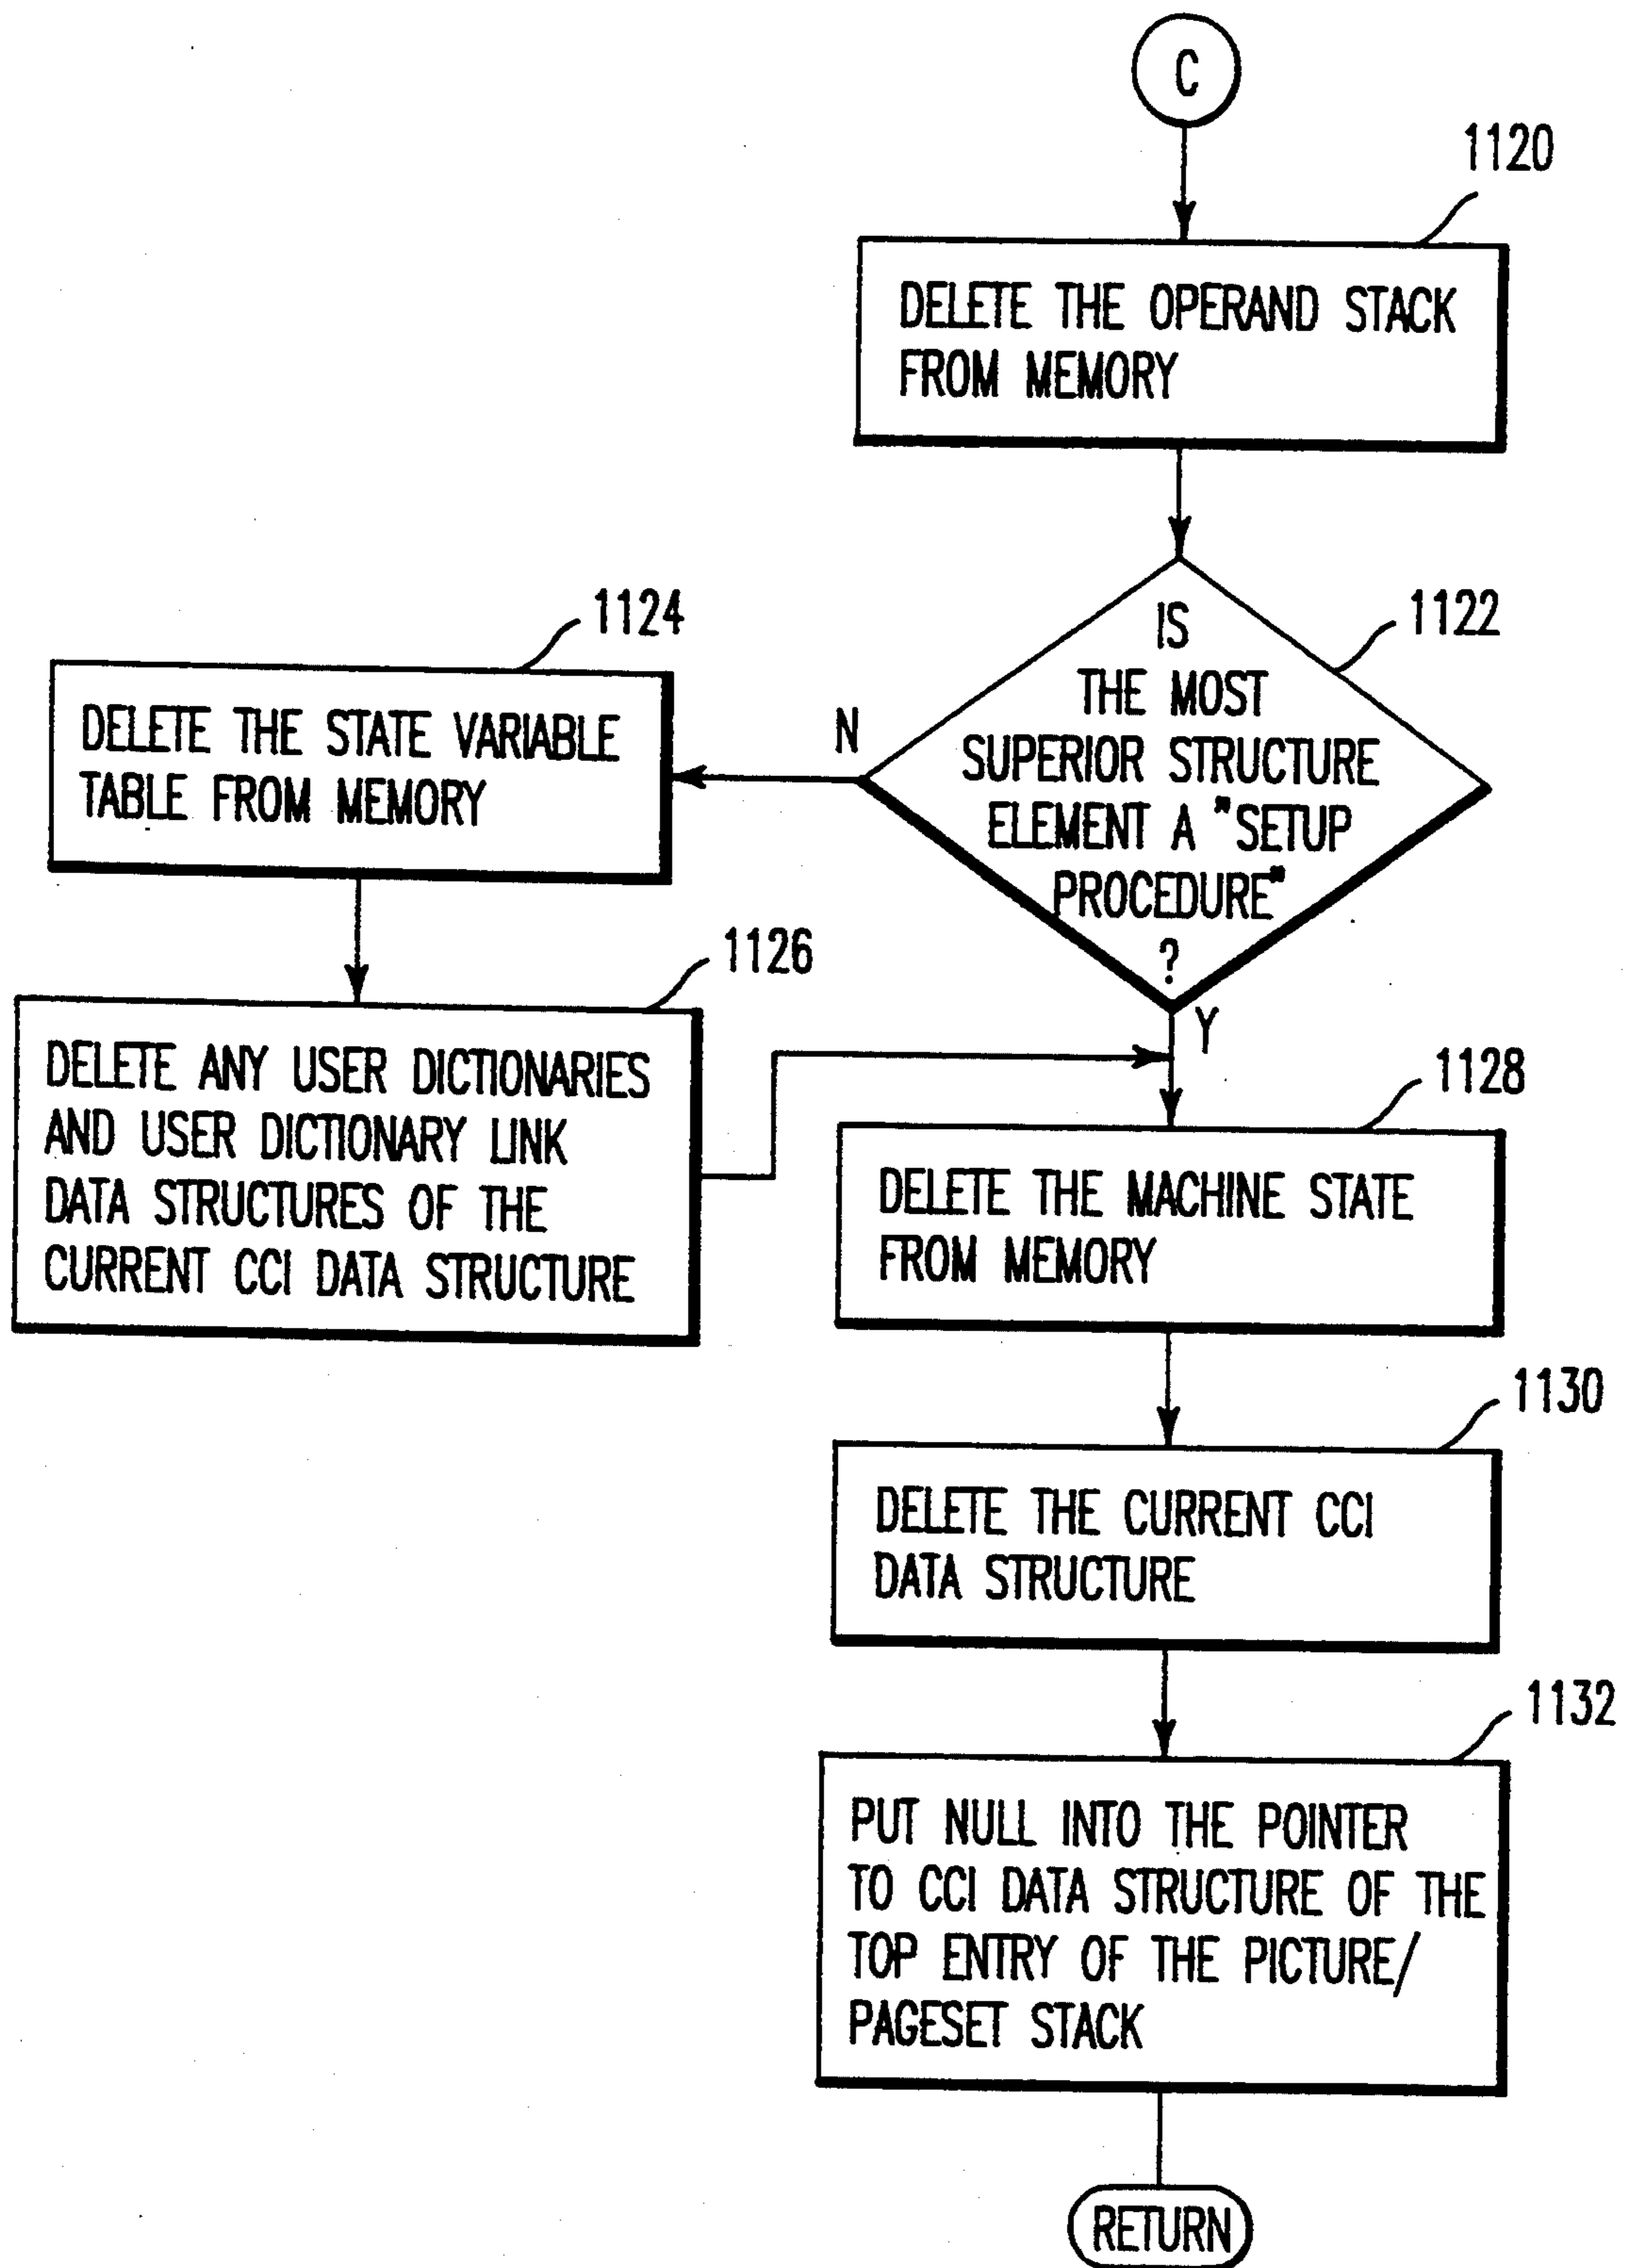 C
1120
DELETE THE OPERAND STACK
FROM MEMORY
1122
IS
THE MOST
SUPERIOR STRUCTURE
ELEMENT A "SETUP
PROCEDURE"
?
N
Y
1124
DELETE THE STATE VARIABLE
TABLE FROM MEMORY
1126
DELETE ANY USER DICTIONARIES
AND USER DICTIONARY LINK
DATA STRUCTURES OF THE
CURRENT CCI DATA STRUCTURE
1128
DELETE THE MACHINE STATE
FROM MEMORY
1130
DELETE THE CURRENT CCI
DATA STRUCTURE
1132
PUT NULL INTO THE POINTER
TO CCI DATA STRUCTURE OF THE
TOP ENTRY OF THE PICTURE/
PAGESET STACK
RETURN